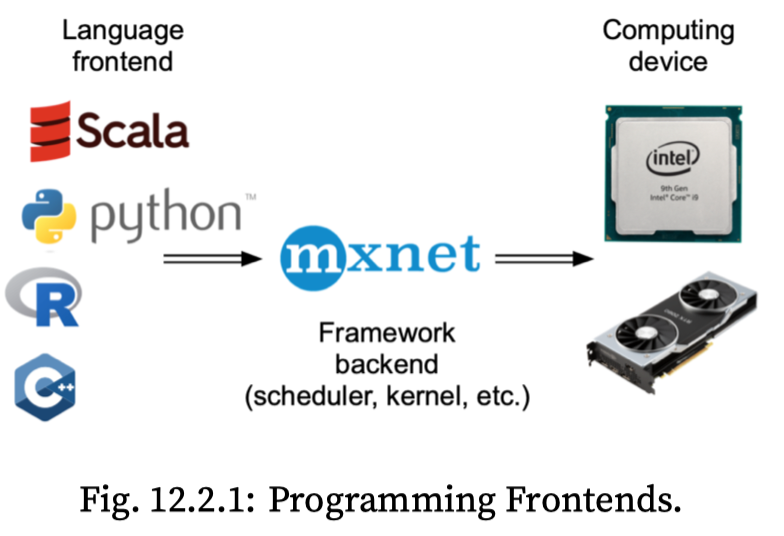 Language
frontend
Computing
device
Scala
python™
R
C++
mxnet
intel
9th Gen
Intel® Core™ i9
Framework
backend
(scheduler, kernel, etc.)
Fig. 12.2.1: Programming Frontends.